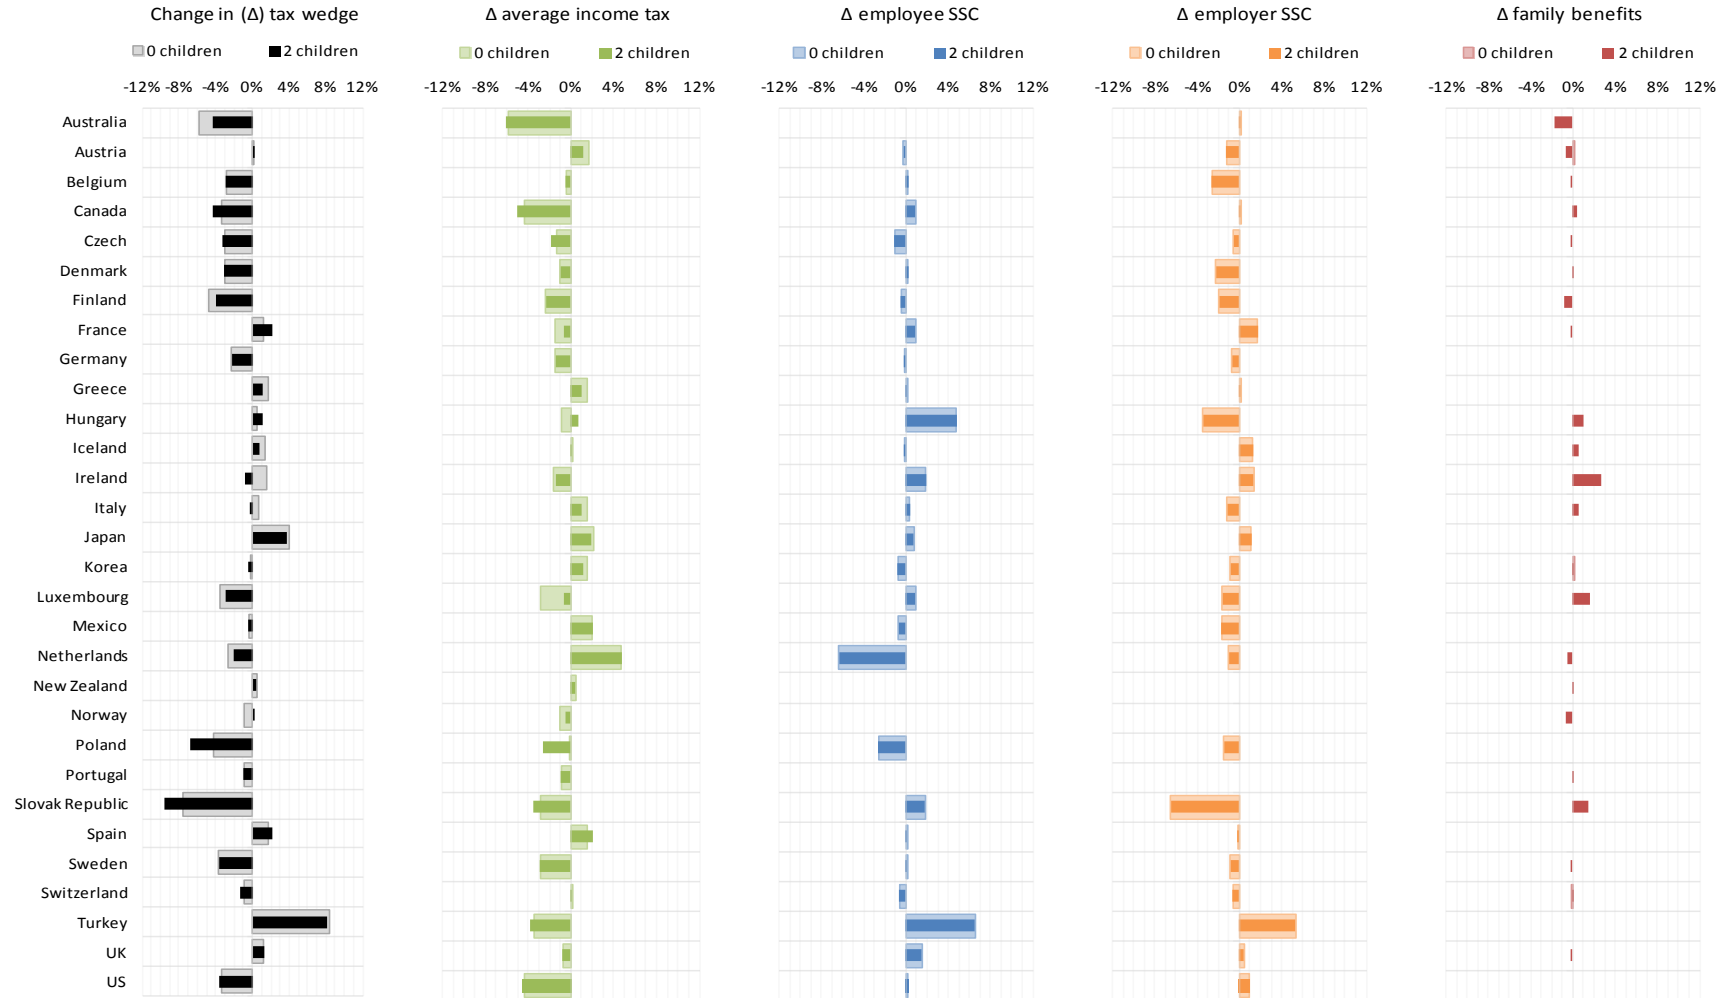 Change in (Δ) tax wedge Δ average income tax Δ employee SSC Δ employer SSC Δ family benefits
0 children 2 children 0 children 2 children 0 children 2 children 0 children 2 children 0 children 2 children
-12% -8% -4% 0% 4% 8% 12% -12% -8% -4% 0% 4% 8% 12% -12% -8% -4% 0% 4% 8% 12% -12% -8% -4% 0% 4% 8% 12% -12% -8% -4% 0% 4% 8% 12%
Australia
Austria
Belgium
Canada
Czech
Denmark
Finland
France
Germany
Greece
Hungary
Iceland
Ireland
Italy
Japan
Korea
Luxembourg
Mexico
Netherlands
New Zealand
Norway
Poland
Portugal
Slovak Republic
Spain
Sweden
Switzerland
Turkey
UK
US